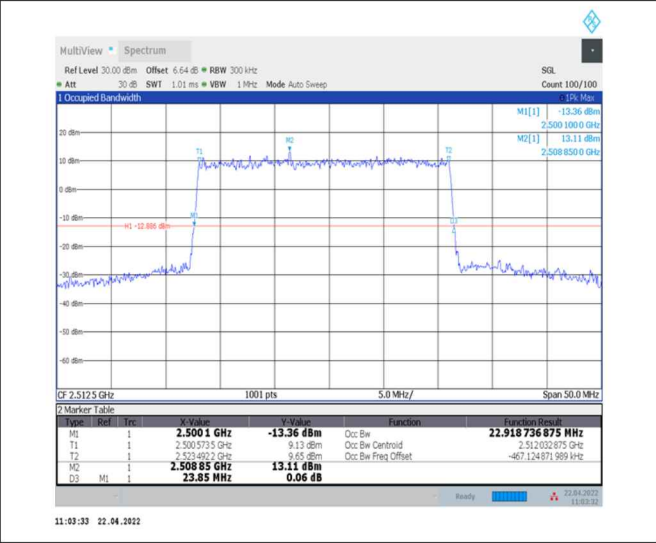 MultiView Spectrum
Ref Level 30.00 dBm Offset 6.64 dB RBW 300 kHz SGL
Att 30 dB SWT 1.01 ms VBW 1 MHz Mode Auto Sweep Count 100/100
1 Occupied Bandwidth 1Pk Max
M1[1] -13.36 dBm
2.500 100 0 GHz
M2[1] 13.11 dBm
2.508 850 0 GHz
20 dBm
M2
T1
T2
10 dBm
0 dBm
-10 dBm
M1
D3
H1 -12.886 dBm
-20 dBm
-30 dBm
-40 dBm
-50 dBm
-60 dBm
CF 2.512 5 GHz 1001 pts 5.0 MHz/ Span 50.0 MHz
2 Marker Table
Type Ref Trc X-Value Y-Value Function Function Result
M1 1 2.500 1 GHz -13.36 dBm Occ Bw 22.918 736 875 MHz
T1 1 2.500 573 5 GHz 9.13 dBm Occ Bw Centroid 2.512 032 875 GHz
T2 1 2.523 492 2 GHz 9.65 dBm Occ Bw Freq Offset -467.124 871 989 kHz
M2 1 2.508 85 GHz 13.11 dBm
D3 M1 1 23.85 MHz 0.06 dB
Ready 22.04.2022
11:03:32
11:03:33 22.04.2022